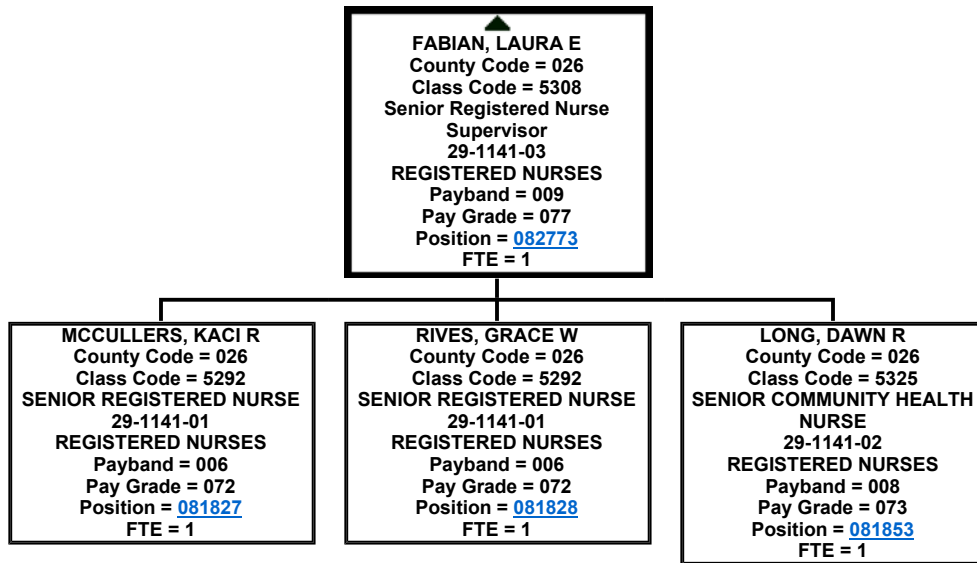 FABIAN, LAURA E
County Code = 026
Class Code = 5308
Senior Registered Nurse
Supervisor
29-1141-03
REGISTERED NURSES
Payband = 009
Pay Grade = 077
Position = 082773
FTE = 1
MCCULLERS, KACI R
County Code = 026
Class Code = 5292
SENIOR REGISTERED NURSE
29-1141-01
REGISTERED NURSES
Payband = 006
Pay Grade = 072
Position = 081827
FTE = 1
RIVES, GRACE W
County Code = 026
Class Code = 5292
SENIOR REGISTERED NURSE
29-1141-01
REGISTERED NURSES
Payband = 006
Pay Grade = 072
Position = 081828
FTE = 1
LONG, DAWN R
County Code = 026
Class Code = 5325
SENIOR COMMUNITY HEALTH
NURSE
29-1141-02
REGISTERED NURSES
Payband = 008
Pay Grade = 073
Position = 081853
FTE = 1